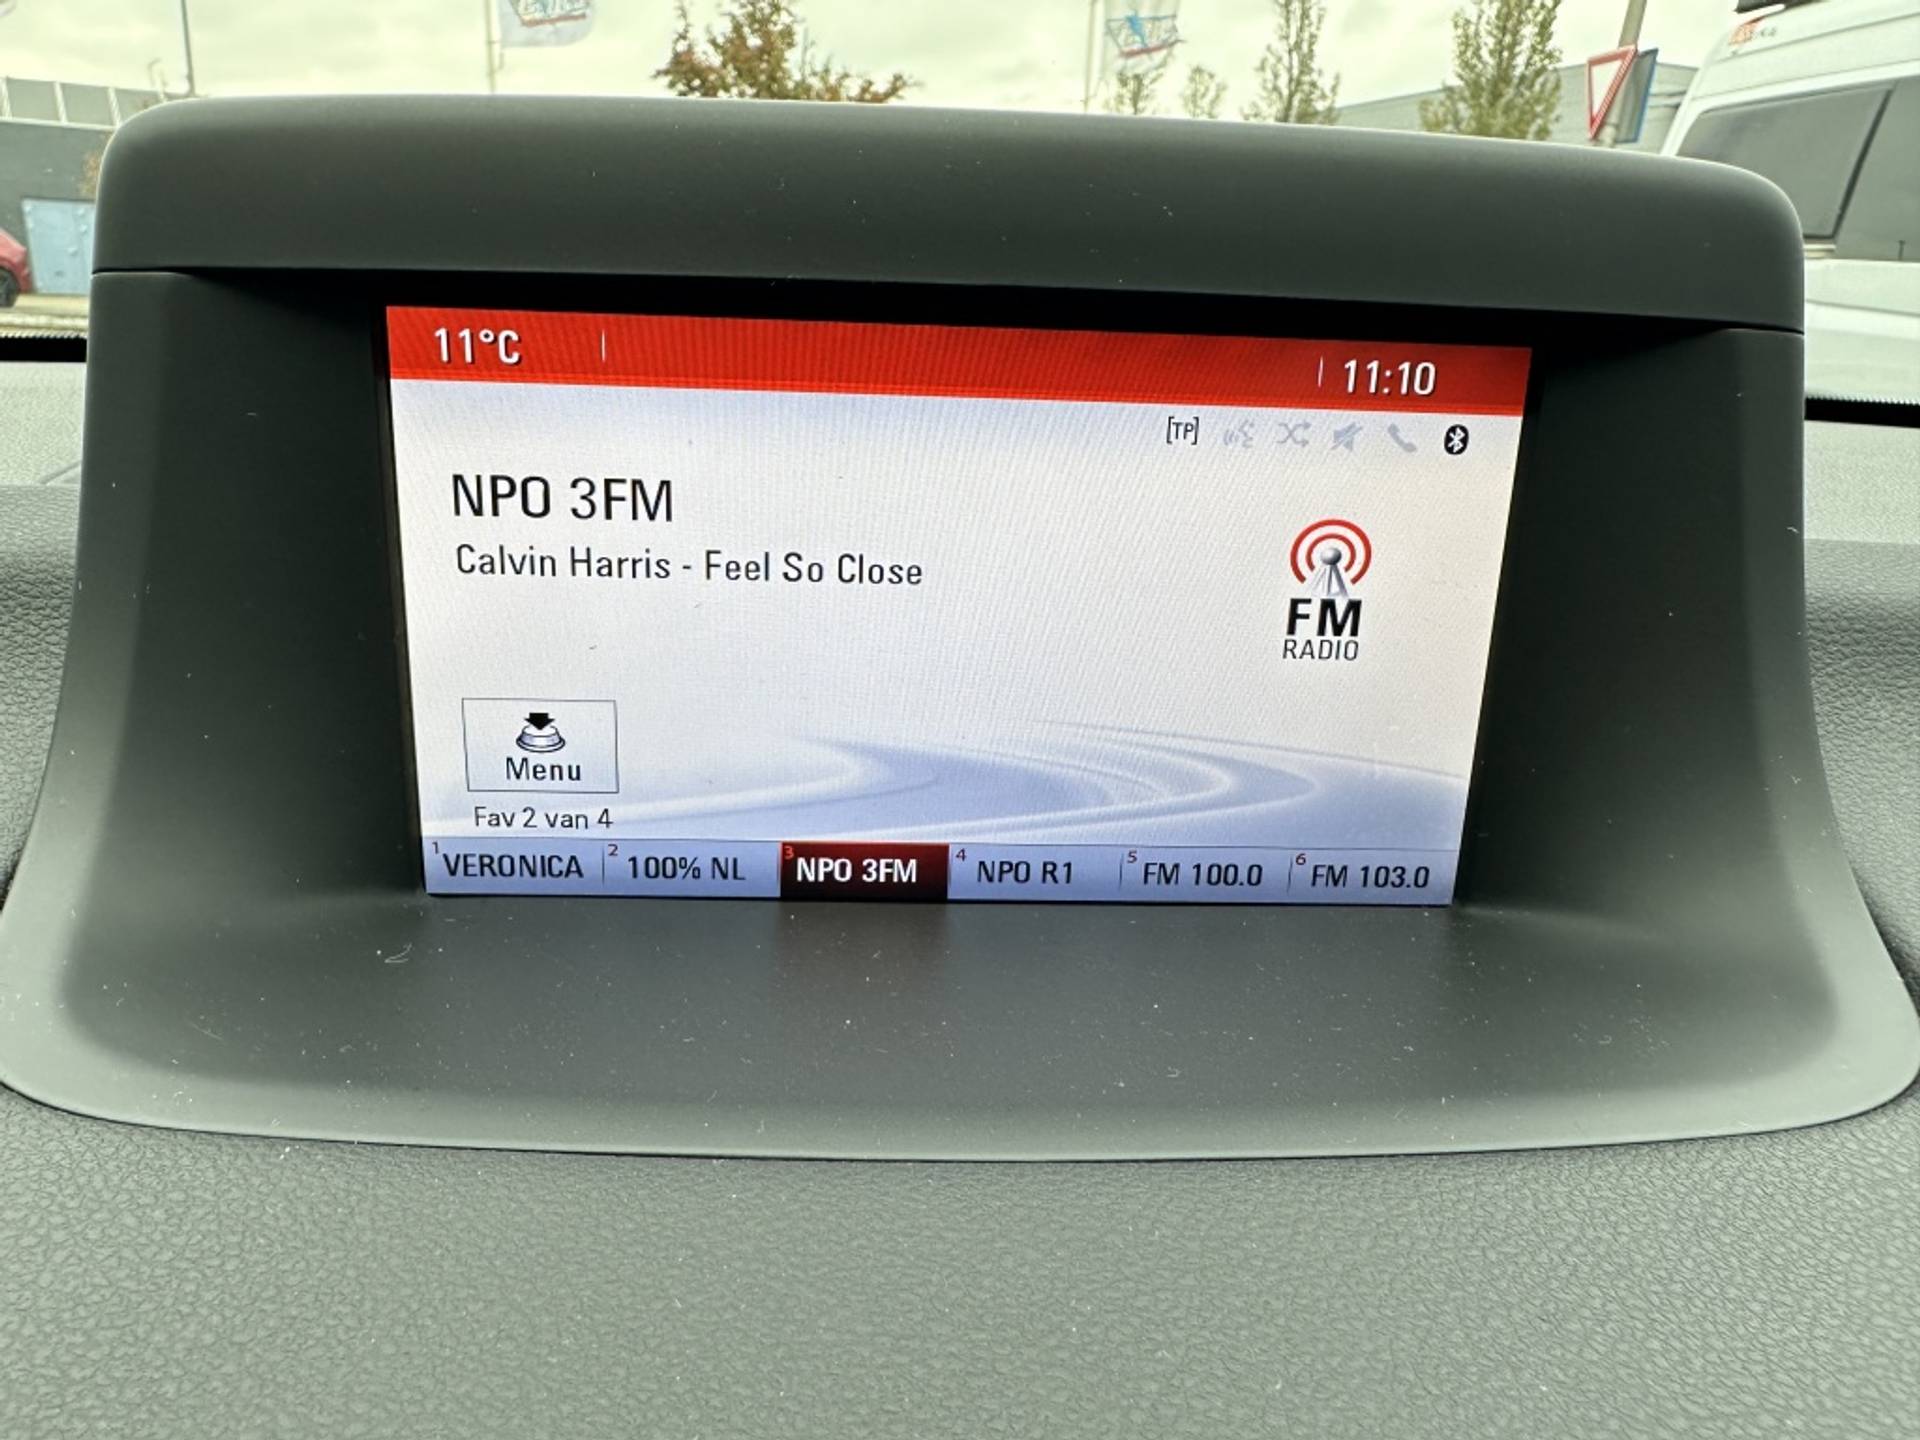 11°C
11:10
[TP]
NPO 3FM
Calvin Harris - Feel So Close
FM
RADIO
Menu
Fav 2 van 4
1 VERONICA 2 100% NL 3 NPO 3FM 4 NPO R1 5 FM 100.0 6 FM 103.0